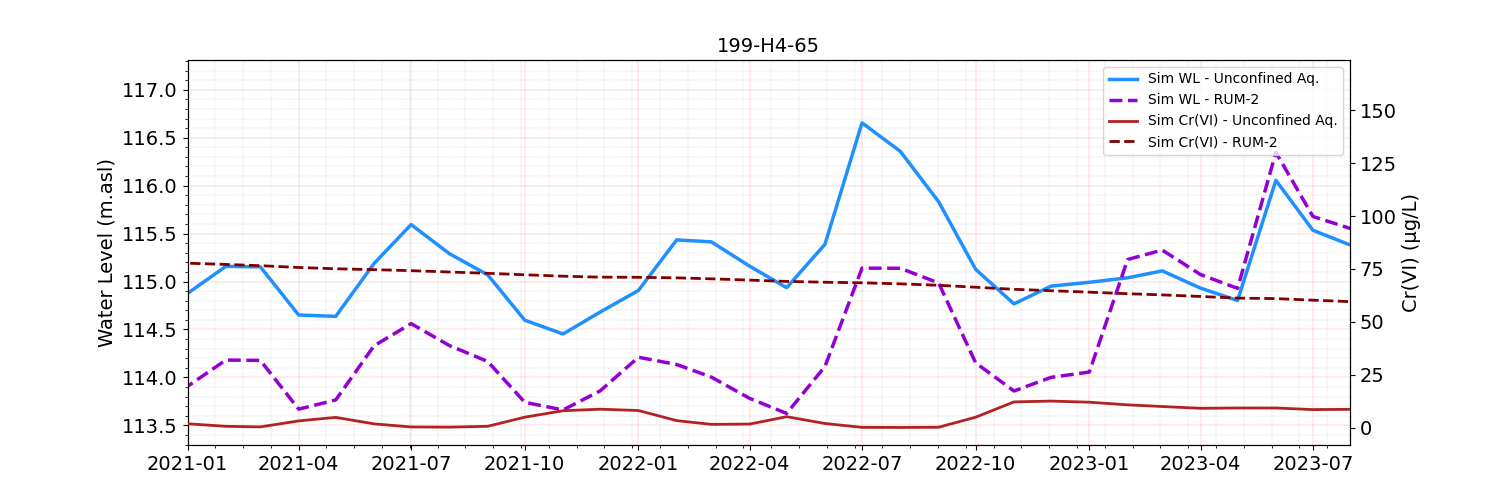 199-H4-65
Sim WL - Unconfined Aq.
Sim WL - RUM-2
Sim Cr(VI) - Unconfined Aq.
Sim Cr(VI) - RUM-2
Water Level (m.asl)
117.0
116.5
116.0
115.5
115.0
114.5
114.0
113.5
Cr(VI) (μg/L)
150
125
100
75
50
25
0
2021-01 2021-04 2021-07 2021-10 2022-01 2022-04 2022-07 2022-10 2023-01 2023-04 2023-07